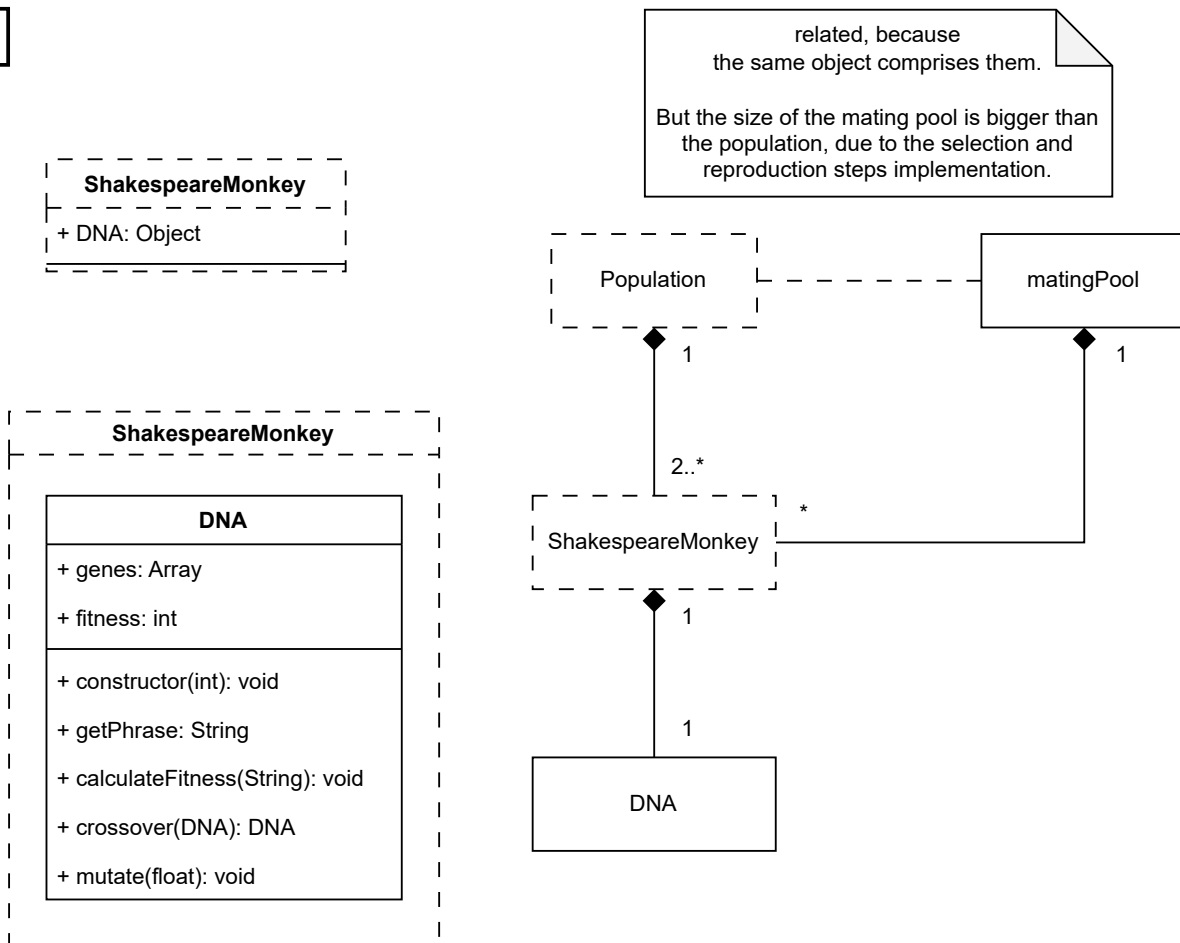 related, because
the same object comprises them.
But the size of the mating pool is bigger than
the population, due to the selection and
reproduction steps implementation.
ShakespeareMonkey
+ DNA: Object
Population
matingPool
1
1
ShakespeareMonkey
2..*
*
ShakespeareMonkey
1
DNA
+ genes: Array
+ fitness: int
+ constructor(int): void
+ getPhrase: String
+ calculateFitness(String): void
+ crossover(DNA): DNA
+ mutate(float): void
1
DNA